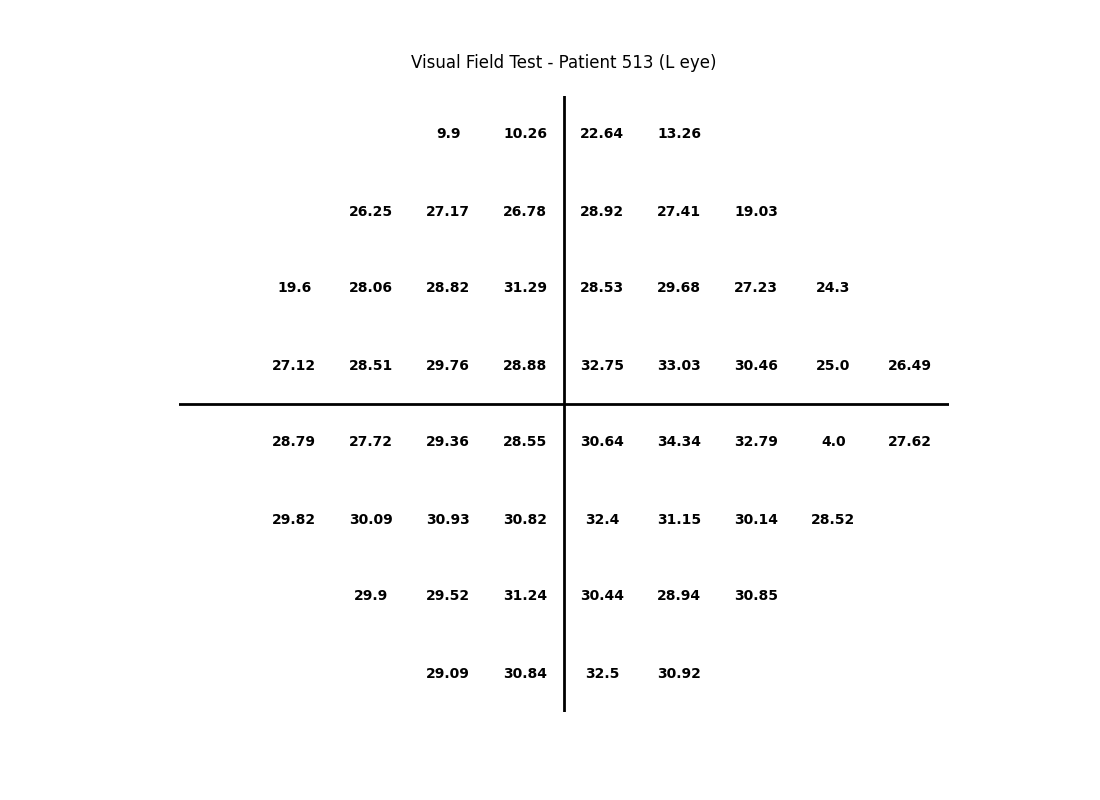 Visual Field Test - Patient 513 (L eye)
9.9 10.26 22.64 13.26
26.25 27.17 26.78 28.92 27.41 19.03
19.6 28.06 28.82 31.29 28.53 29.68 27.23 24.3
27.12 28.51 29.76 28.88 32.75 33.03 30.46 25.0 26.49
28.79 27.72 29.36 28.55 30.64 34.34 32.79 4.0 27.62
29.82 30.09 30.93 30.82 32.4 31.15 30.14 28.52
29.9 29.52 31.24 30.44 28.94 30.85
29.09 30.84 32.5 30.92